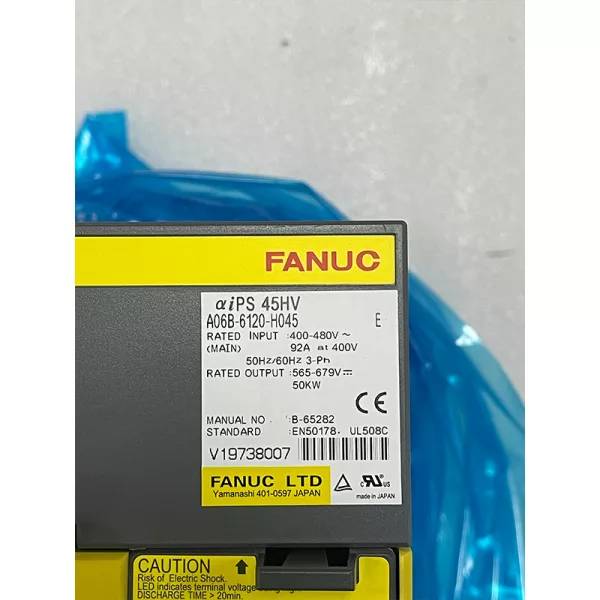 FANUC
αiPS 45HV
A06B-6120-H045 E
RATED INPUT :400-480V~
(MAIN) 92A at 400V
50Hz/60Hz 3-Ph
RATED OUTPUT :565-679V⎓
50KW
CE
MANUAL NO. :B-65282
STANDARD :EN50178, UL508C
V19738007
FANUC LTD
Yamanashi 401-0597 JAPAN
c RU us
made in JAPAN
CAUTION
Risk of Electric Shock.
LED indicates terminal voltage
DISCHARGE TIME > 20min.